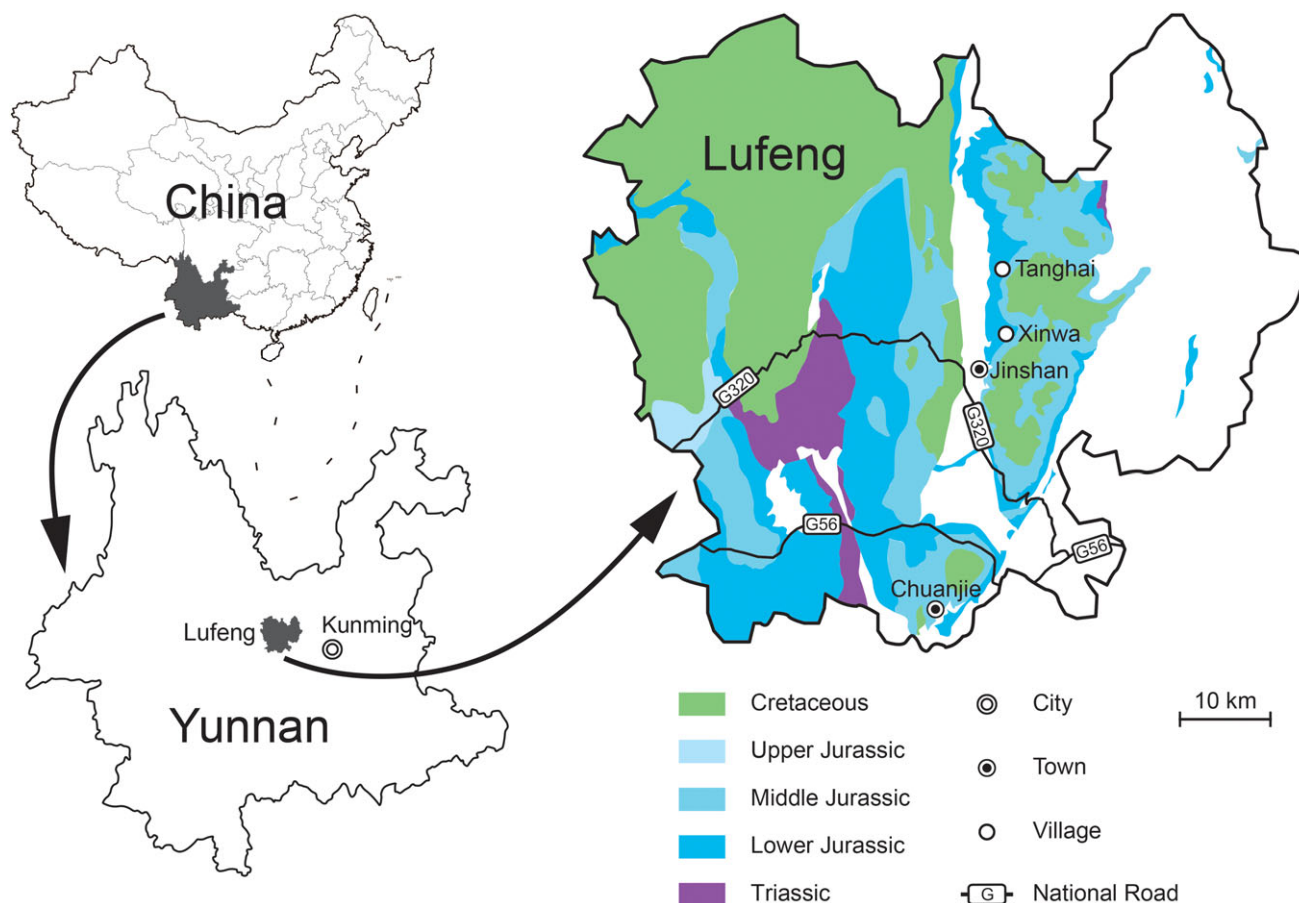 China
Lufeng
Kunming
Yunnan
Lufeng
Tanghai
Xinwa
Jinshan
G320
G320
G56
G56
Chuanjie
Cretaceous
Upper Jurassic
Middle Jurassic
Lower Jurassic
Triassic
City
Town
Village
G
National Road
10 km